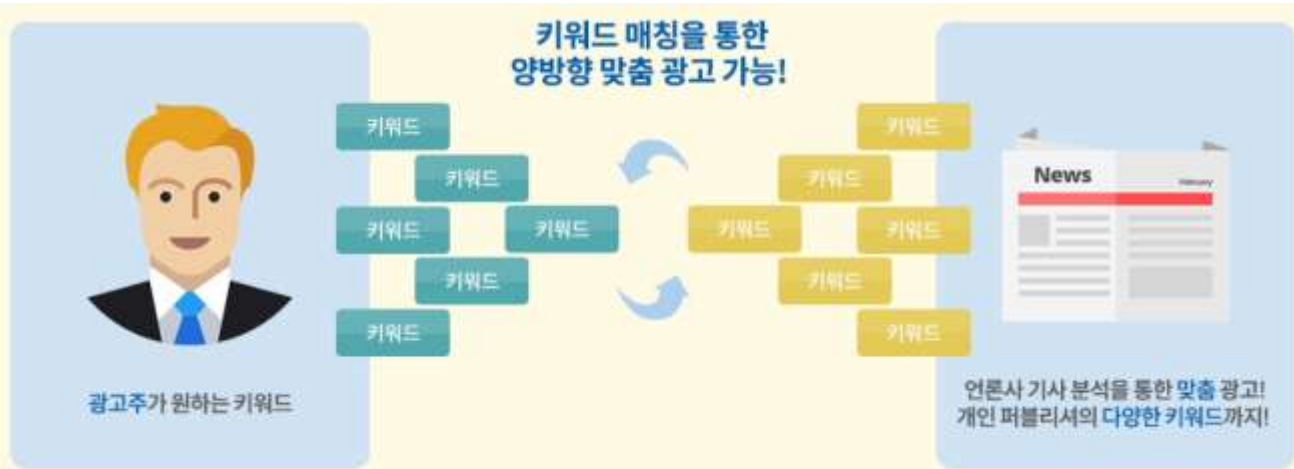 키워드 매칭을 통한
양방향 맞춤 광고 가능!
키워드
키워드
키워드
키워드
키워드
키워드
키워드
키워드
키워드
키워드
키워드
키워드
News
February
광고주가 원하는 키워드
언론사 기사 분석을 통한 맞춤 광고!
개인 퍼블리셔의 다양한 키워드까지!